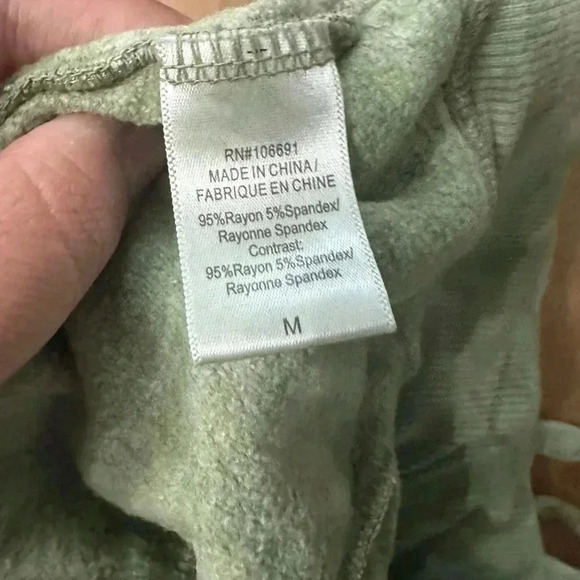 RN#106691
MADE IN CHINA/
FABRIQUE EN CHINE
95%Rayon 5%Spandex/
Rayonne Spandex
Contrast:
95%Rayon 5%Spandex/
Rayonne Spandex
M